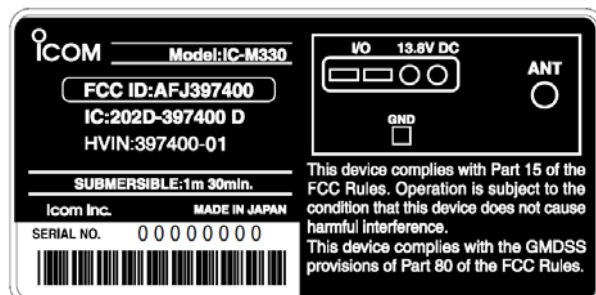 ICOM Model:IC-M330
FCC ID:AFJ397400
IC:202D-397400 D
HVIN:397400-01
SUBMERSIBLE:1m 30min.
Icom Inc. MADE IN JAPAN
SERIAL NO. 00000000
I/O 13.8V DC
ANT
GND
This device complies with Part 15 of the
FCC Rules. Operation is subject to the
condition that this device does not cause
harmful interference.
This device complies with the GMDSS
provisions of Part 80 of the FCC Rules.